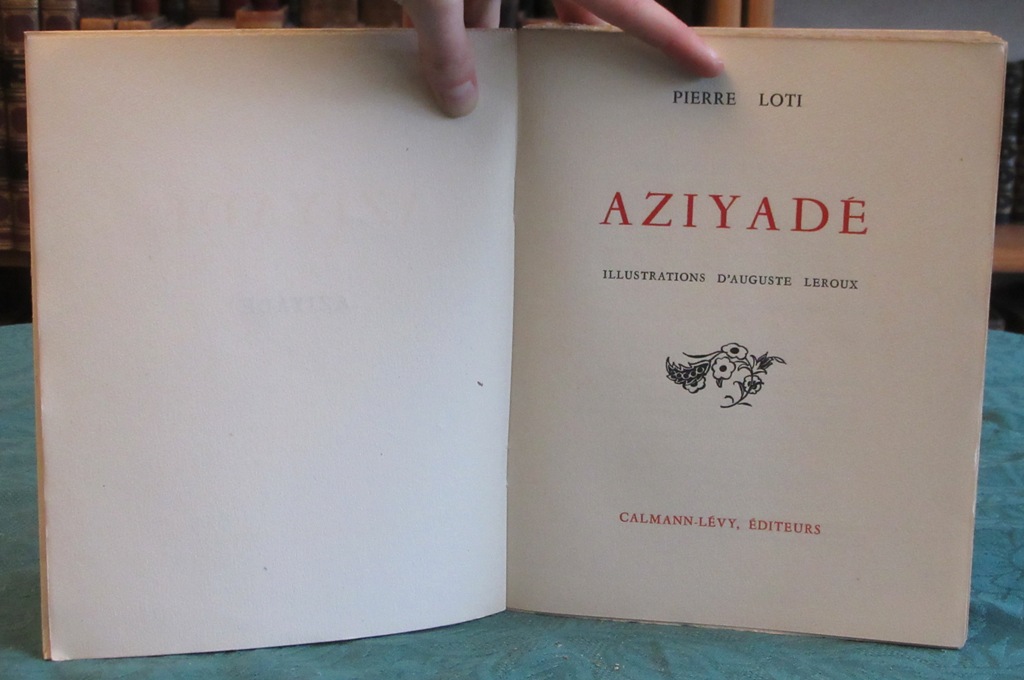 PIERRE LOTI
AZIYADÉ
ILLUSTRATIONS D'AUGUSTE LEROUX
CALMANN-LÉVY, ÉDITEURS